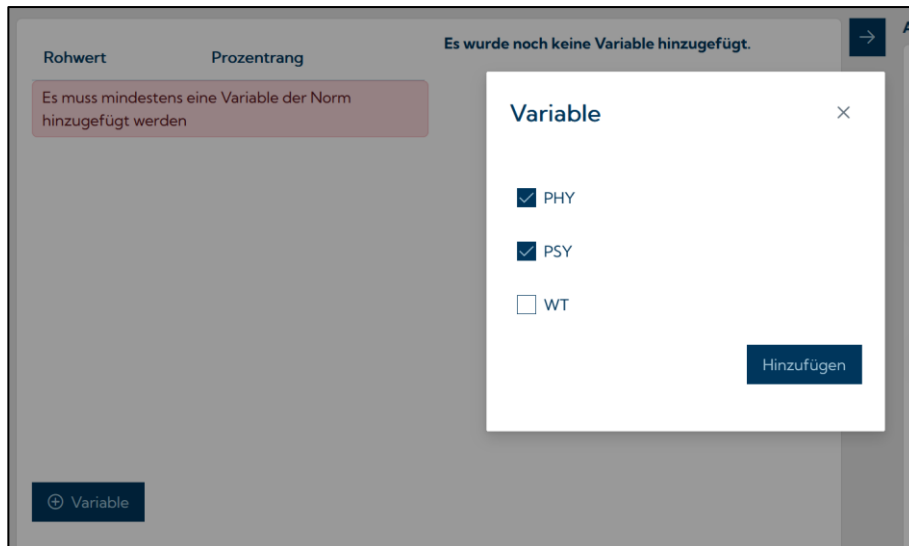 Rohwert
Prozentrang
Es wurde noch keine Variable hinzugefügt.
Es muss mindestens eine Variable der Norm
hinzugefügt werden
Variable
PHY
PSY
WT
Hinzufügen
Variable